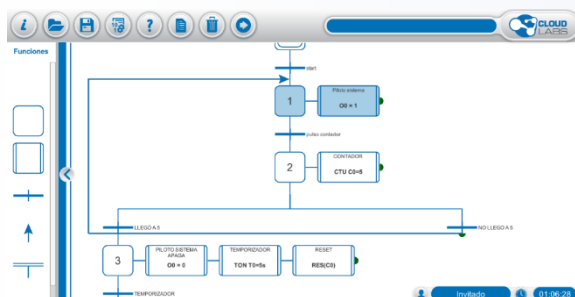 i
?
CLOUD
LABS
Funciones
start
1
Piloto sistema
O0 = 1
pulso contador
2
CONTADOR
CTU C0=5
LLEGÓ A 5
NO LLEGO A 5
3
PILOTO SISTEMA
APAGA
O0 = 0
TEMPORIZADOR
TON T0=5s
RESET
RES(C0)
TEMPORIZADOR
Invitado
01:06:28